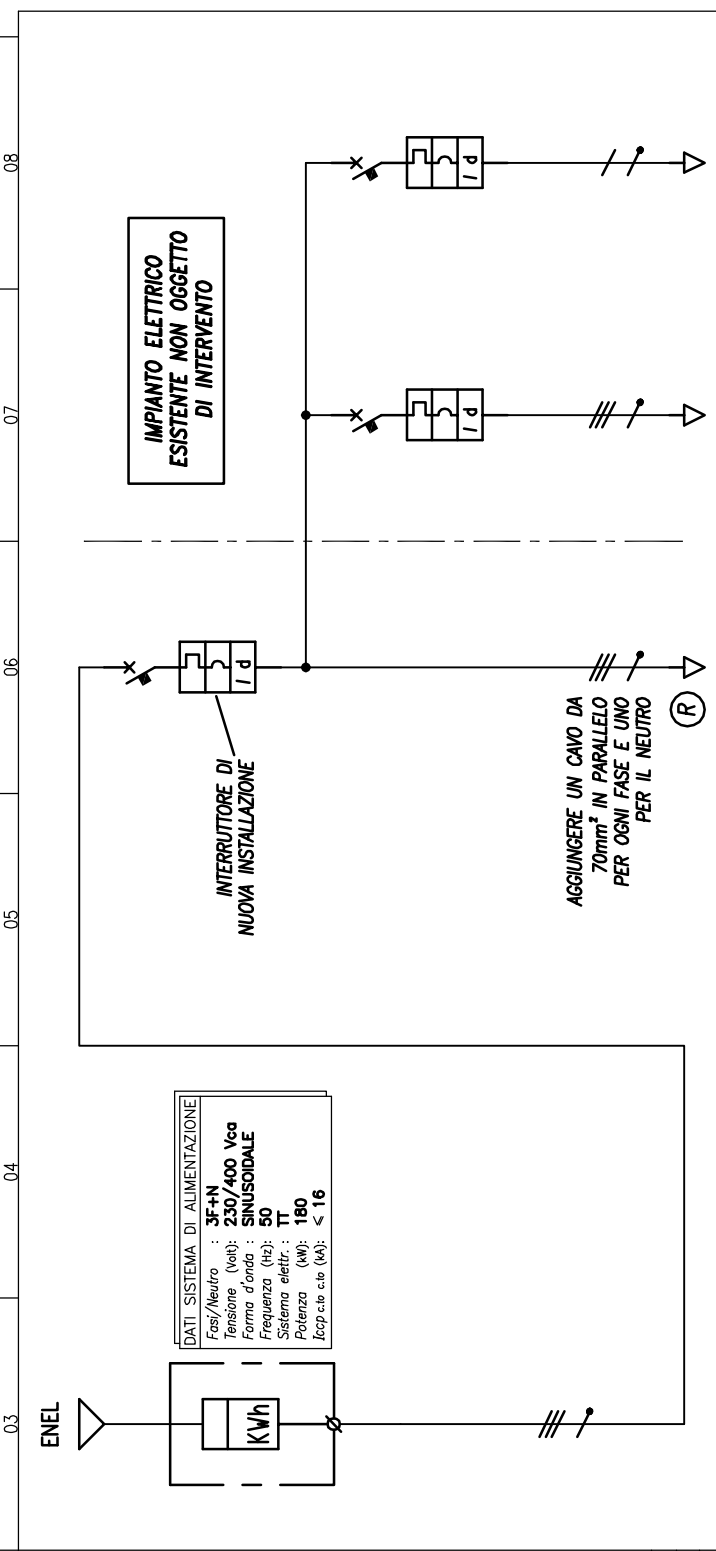 03
04
05
06
07
08
ENEL
KWh
DATI SISTEMA DI ALIMENTAZIONE
Fasi/Neutro : 3F+N
Tensione (Volt): 230/400 Vca
Forma d'onda : SINUSOIDALE
Frequenza (Hz): 50
Sistema elettr. : TT
Potenza (kW): 180
Iccp c.to c.to (kA): ≤ 16
INTERRUTTORE DI
NUOVA INSTALLAZIONE
I d
AGGIUNGERE UN CAVO DA
70mm² IN PARALLELO
PER OGNI FASE E UNO
PER IL NEUTRO
R
IMPIANTO ELETTRICO
ESISTENTE NON OGGETTO
DI INTERVENTO
I d
I d